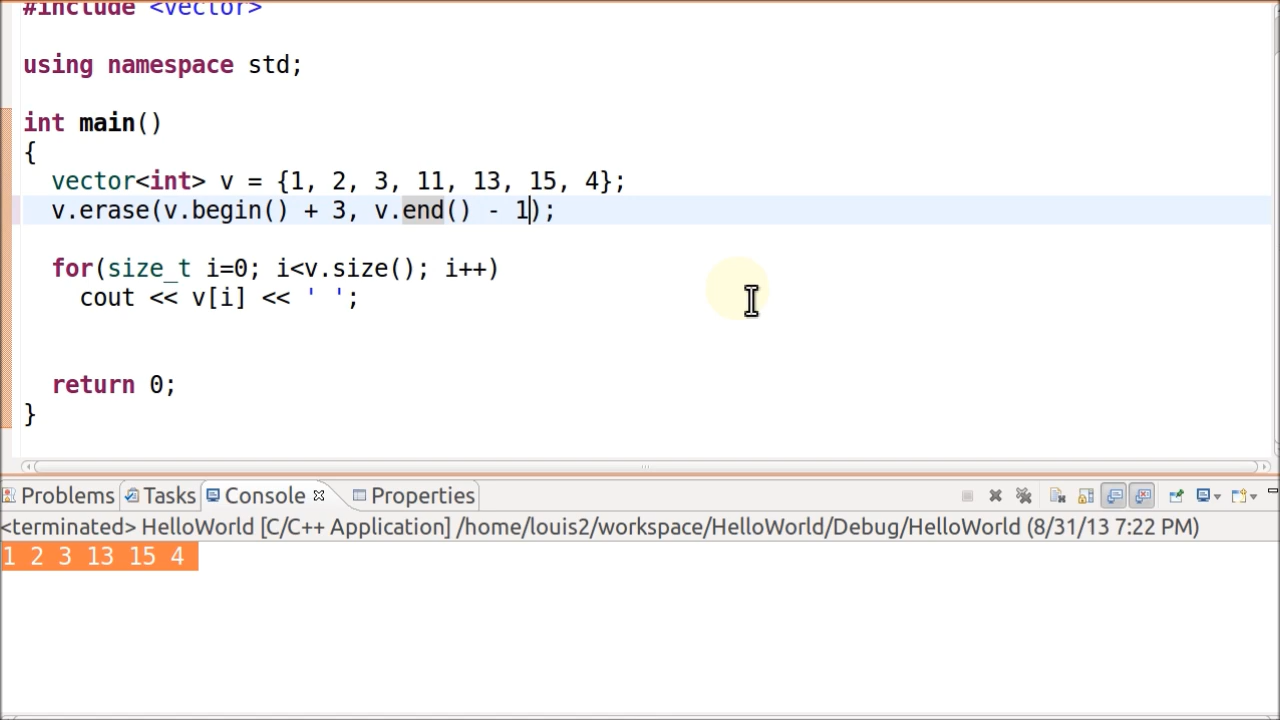 #include <vector>
using namespace std;
int main()
{
vector<int> v = {1, 2, 3, 11, 13, 15, 4};
v.erase(v.begin() + 3, v.end() - 1);
for(size_t i=0; i<v.size(); i++)
cout << v[i] << ' ';
return 0;
}
Problems Tasks Console Properties
<terminated> HelloWorld [C/C++ Application] /home/louis2/workspace/HelloWorld/Debug/HelloWorld (8/31/13 7:22 PM)
1 2 3 13 15 4